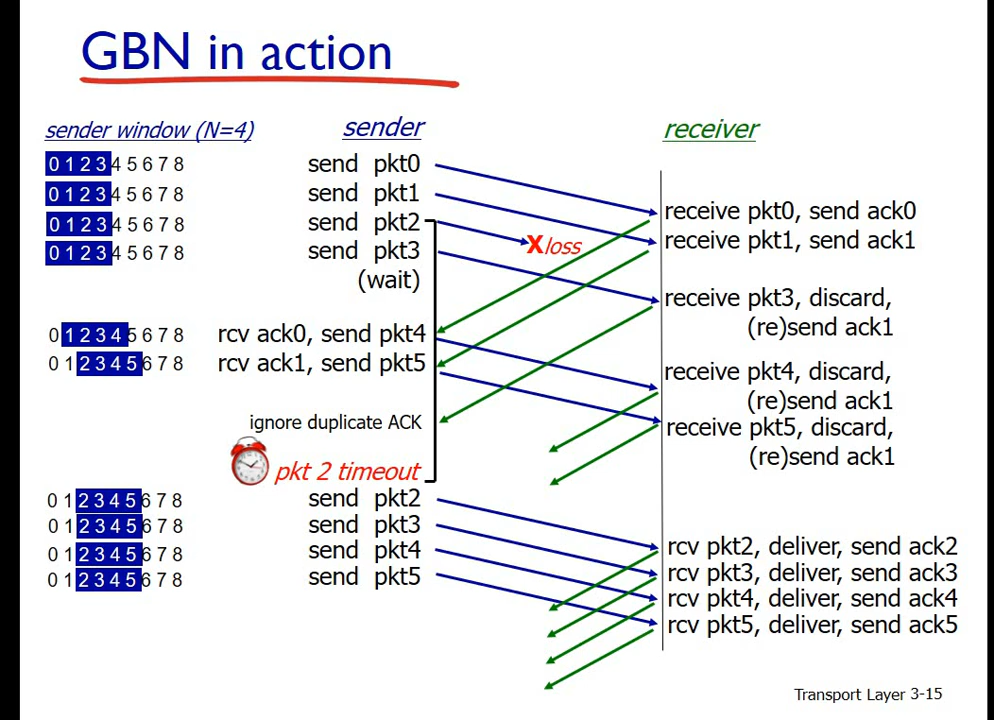 GBN in action
sender window (N=4) sender receiver
0 1 2 3 4 5 6 7 8 send pkt0
0 1 2 3 4 5 6 7 8 send pkt1
0 1 2 3 4 5 6 7 8 send pkt2
0 1 2 3 4 5 6 7 8 send pkt3
(wait)
X loss
receive pkt0, send ack0
receive pkt1, send ack1
receive pkt3, discard,
(re)send ack1
0 1 2 3 4 5 6 7 8 rcv ack0, send pkt4
0 1 2 3 4 5 6 7 8 rcv ack1, send pkt5
receive pkt4, discard,
(re)send ack1
receive pkt5, discard,
(re)send ack1
ignore duplicate ACK
pkt 2 timeout
0 1 2 3 4 5 6 7 8 send pkt2
0 1 2 3 4 5 6 7 8 send pkt3
0 1 2 3 4 5 6 7 8 send pkt4
0 1 2 3 4 5 6 7 8 send pkt5
rcv pkt2, deliver, send ack2
rcv pkt3, deliver, send ack3
rcv pkt4, deliver, send ack4
rcv pkt5, deliver, send ack5
Transport Layer 3-15